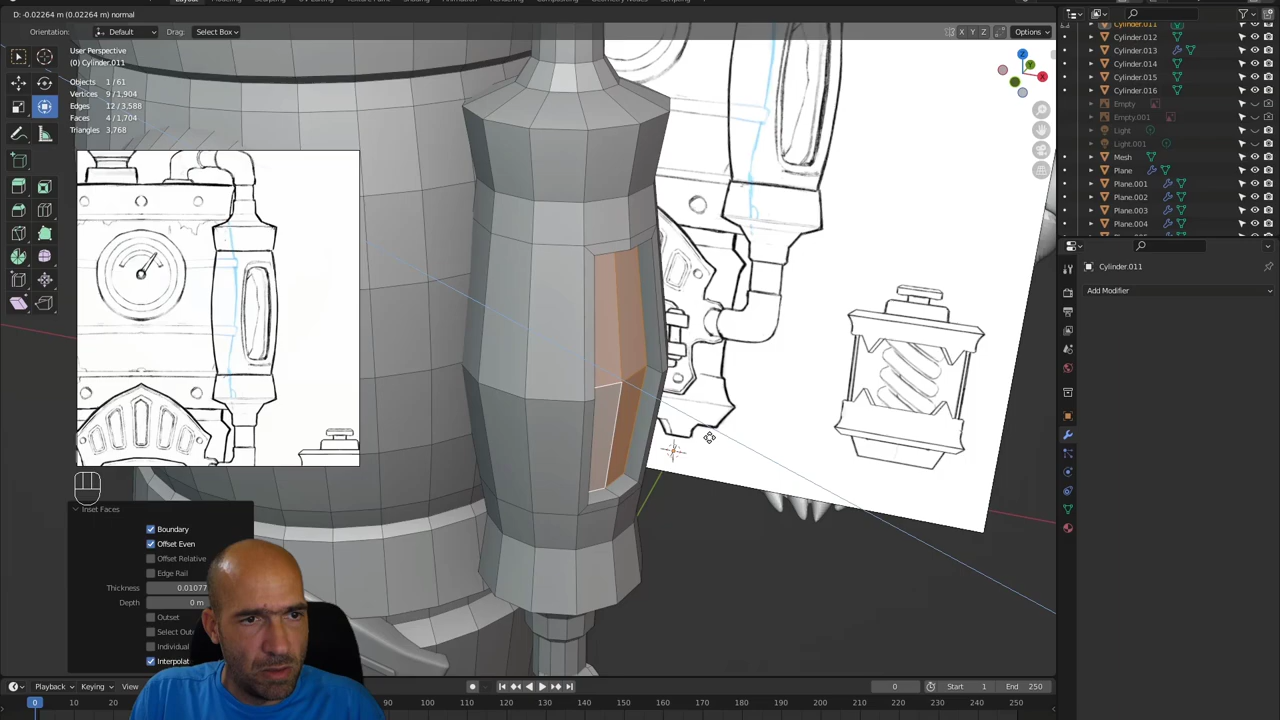 Layout
D: -0.02264 m (0.02264 m) normal
Orientation: Default Drag: Select Box
X Y Z Options
User Perspective
(0) Cylinder.011
Objects 1 / 61
Vertices 9 / 1,904
Edges 12 / 3,588
Faces 4 / 1,704
Triangles 3,768
Z
Y
X
Cylinder.011
Cylinder.012
Cylinder.013
Cylinder.014
Cylinder.015
Cylinder.016
Empty
Empty.001
Light
Light.001
Mesh
Plane
Plane.001
Plane.002
Plane.003
Plane.004
Cylinder.011
Add Modifier
Inset Faces
Boundary
Offset Even
Offset Relative
Edge Rail
Thickness 0.01077
Depth 0 m
Outset
Select Oute
Individual
Interpolat
Playback Keying View
0 Start 1 End 250
0 10 20 90 100 110 120 130 140 150 160 170 180 190 200 210 220 230 240 250